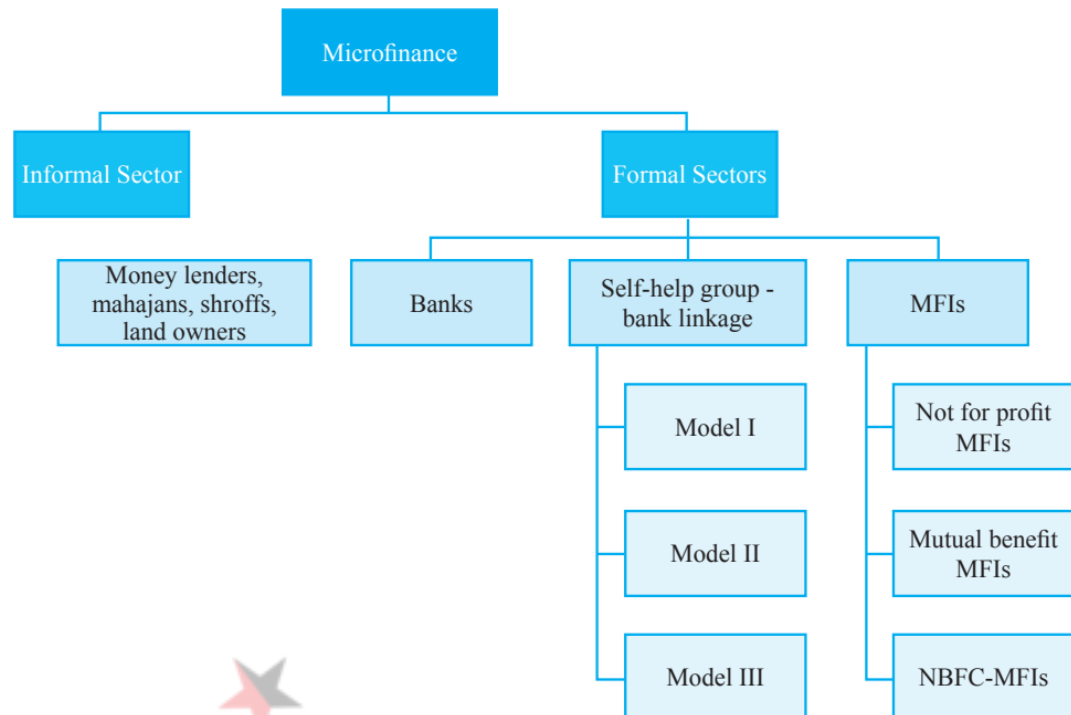 Microfinance
Informal Sector
Formal Sectors
Money lenders,
mahajans, shroffs,
land owners
Banks
Self-help group -
bank linkage
MFIs
Model I
Not for profit
MFIs
Model II
Mutual benefit
MFIs
Model III
NBFC-MFIs